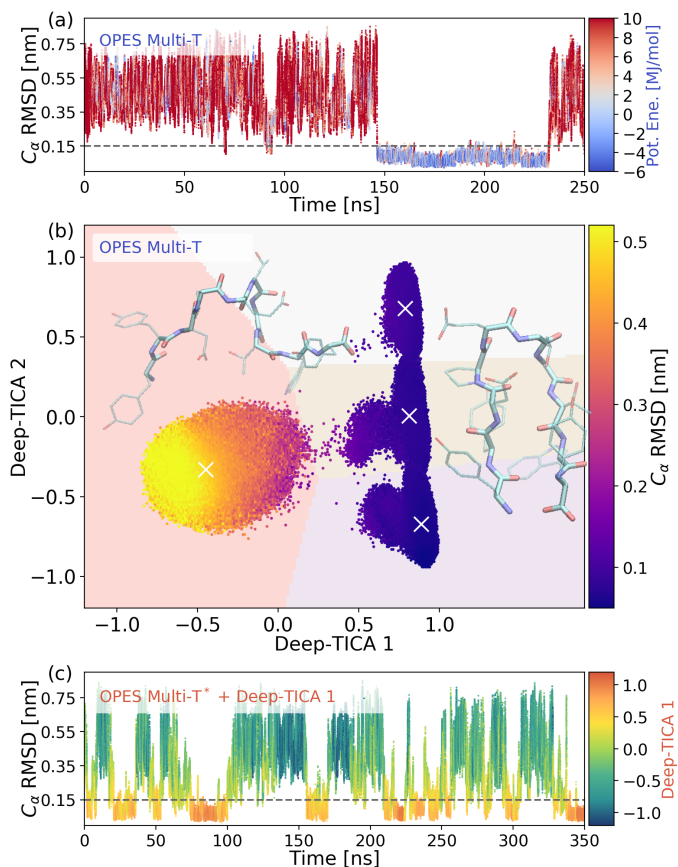 (a)
OPES Multi-T
Cα RMSD [nm]
0.75
0.55
0.35
0.15
0 50 100 150 200 250
Time [ns]
10
8
6
4
2
0
−2
−4
−6
Pot. Ene. [MJ/mol]
(b)
OPES Multi-T
Deep-TICA 2
1.0
0.5
0.0
−0.5
−1.0
−1.0 −0.5 0.0 0.5 1.0
Deep-TICA 1
0.5
0.4
0.3
0.2
0.1
Cα RMSD [nm]
(c)
OPES Multi-T* + Deep-TICA 1
Cα RMSD [nm]
0.75
0.55
0.35
0.15
0 50 100 150 200 250 300 350
Time [ns]
1.0
0.5
0.0
−0.5
−1.0
Deep-TICA 1